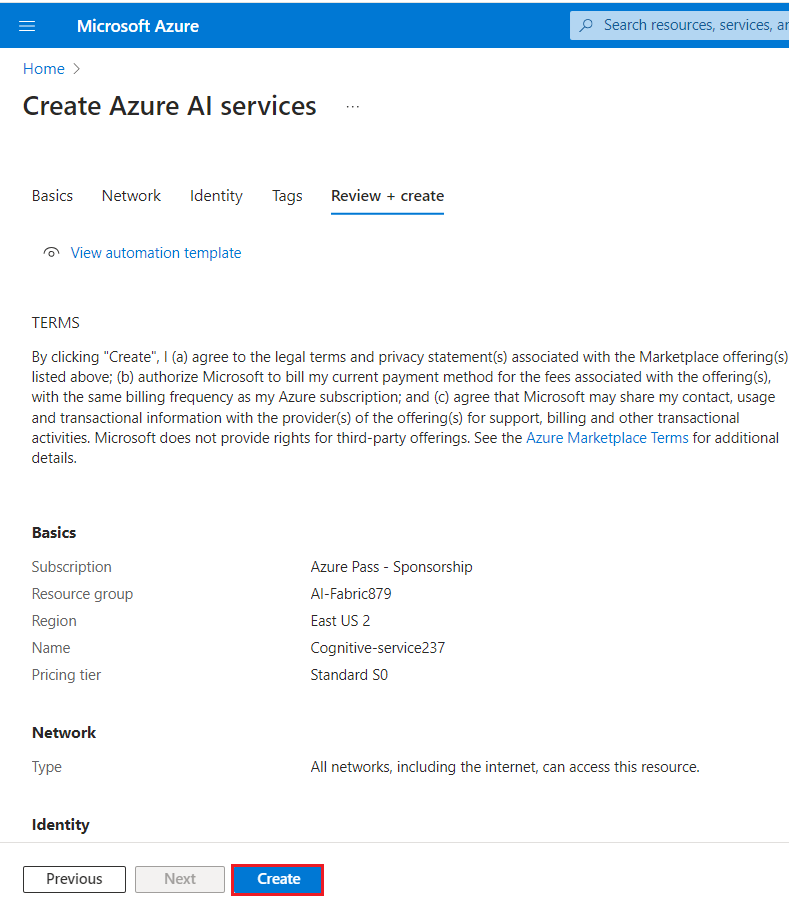 Microsoft Azure
Search resources, services, ar
Home
Create Azure AI services ...
Basics Network Identity Tags Review + create
View automation template
TERMS
By clicking "Create", I (a) agree to the legal terms and privacy statement(s) associated with the Marketplace offering(s)
listed above; (b) authorize Microsoft to bill my current payment method for the fees associated with the offering(s),
with the same billing frequency as my Azure subscription; and (c) agree that Microsoft may share my contact, usage
and transactional information with the provider(s) of the offering(s) for support, billing and other transactional
activities. Microsoft does not provide rights for third-party offerings. See the Azure Marketplace Terms for additional
details.
Basics
Subscription Azure Pass - Sponsorship
Resource group AI-Fabric879
Region East US 2
Name Cognitive-service237
Pricing tier Standard S0
Network
Type All networks, including the internet, can access this resource.
Identity
Previous Next Create